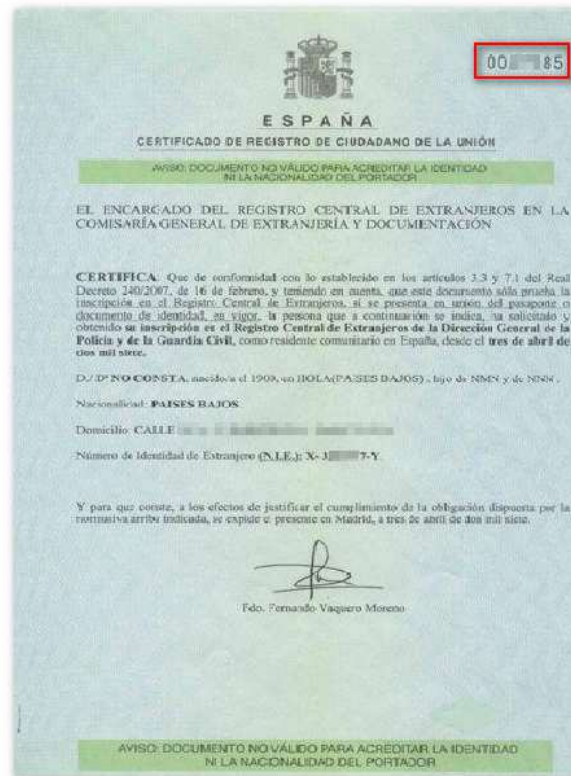 00 85
ESPAÑA
CERTIFICADO DE REGISTRO DE CIUDADANO DE LA UNIÓN
AVISO: DOCUMENTO NO VÁLIDO PARA ACREDITAR LA IDENTIDAD
NI LA NACIONALIDAD DEL PORTADOR
EL ENCARGADO DEL REGISTRO CENTRAL DE EXTRANJEROS EN LA
COMISARÍA GENERAL DE EXTRANJERÍA Y DOCUMENTACIÓN
CERTIFICA: Que de conformidad con lo establecido en los artículos 3.3 y 7.1 del Real
Decreto 240/2007, de 16 de febrero, y teniendo en cuenta, que este documento sólo prueba la
inscripción en el Registro Central de Extranjeros, si se presenta en unión del pasaporte o
documento de identidad, en vigor, la persona que a continuación se indica, ha solicitado y
obtenido su inscripción en el Registro Central de Extranjeros de la Dirección General de la
Policía y de la Guardia Civil, como residente comunitario en España, desde el tres de abril de
dos mil siete.
D./Dª NO CONSTA, nacido/a el 1909, en HOLA(PAISES BAJOS), hijo de NMN y de NNN.
Nacionalidad: PAISES BAJOS
Domicilio: CALLE
Número de Identidad de Extranjero (N.I.E.): X-3 7-Y
Y para que conste, a los efectos de justificar el cumplimiento de la obligación dispuesta por la
normativa arriba indicada, se expide el presente en Madrid, a tres de abril de dos mil siete.
Fdo. Fernando Vaquero Moreno
AVISO: DOCUMENTO NO VÁLIDO PARA ACREDITAR LA IDENTIDAD
NI LA NACIONALIDAD DEL PORTADOR